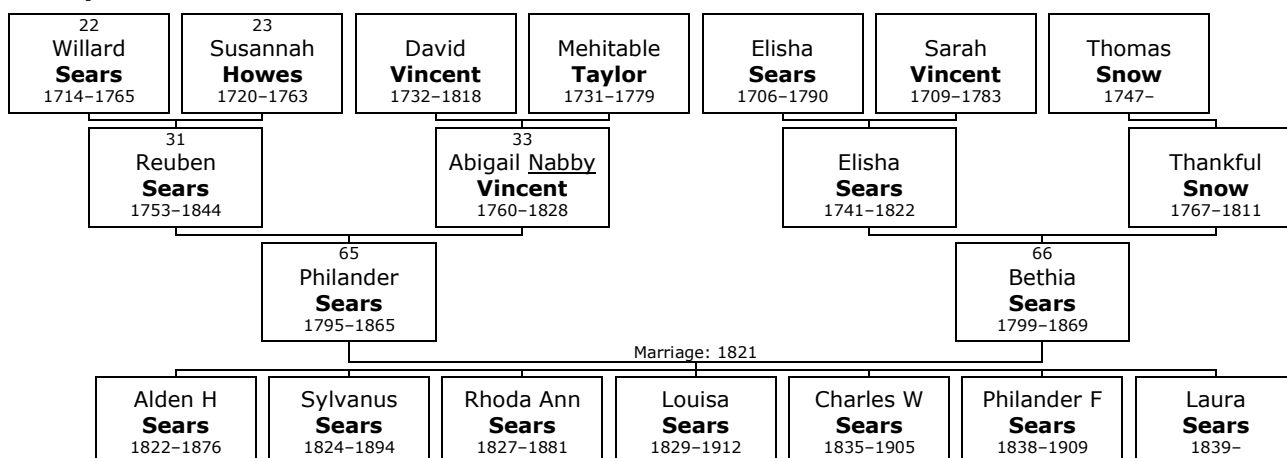 22
Willard
Sears
1714–1765
23
Susannah
Howes
1720–1763
David
Vincent
1732–1818
Mehitable
Taylor
1731–1779
Elisha
Sears
1706–1790
Sarah
Vincent
1709–1783
Thomas
Snow
1747–
31
Reuben
Sears
1753–1844
33
Abigail Nabby
Vincent
1760–1828
Elisha
Sears
1741–1822
Thankful
Snow
1767–1811
65
Philander
Sears
1795–1865
66
Bethia
Sears
1799–1869
Marriage: 1821
Alden H
Sears
1822–1876
Sylvanus
Sears
1824–1894
Rhoda Ann
Sears
1827–1881
Louisa
Sears
1829–1912
Charles W
Sears
1835–1905
Philander F
Sears
1838–1909
Laura
Sears
1839–